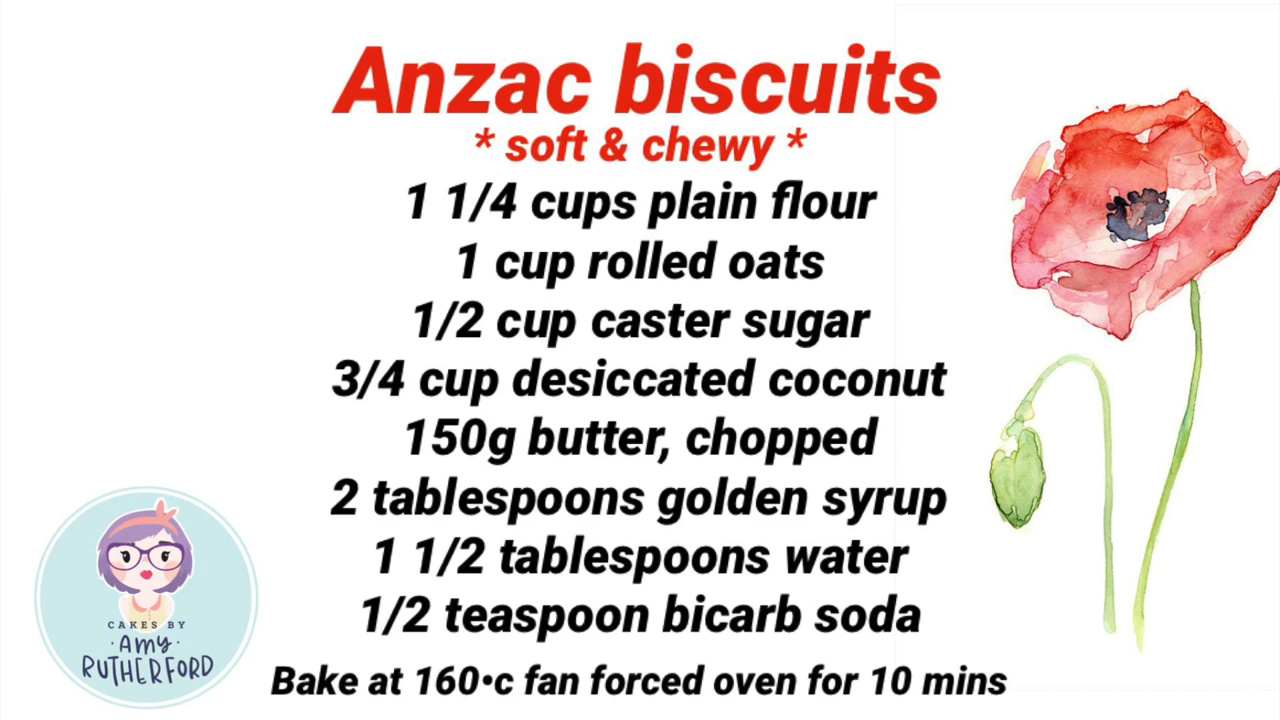 Anzac biscuits
* soft & chewy *
1 1/4 cups plain flour
1 cup rolled oats
1/2 cup caster sugar
3/4 cup desiccated coconut
150g butter, chopped
2 tablespoons golden syrup
1 1/2 tablespoons water
1/2 teaspoon bicarb soda
Bake at 160•c fan forced oven for 10 mins
CAKES BY
·AMY·
RUTHERFORD